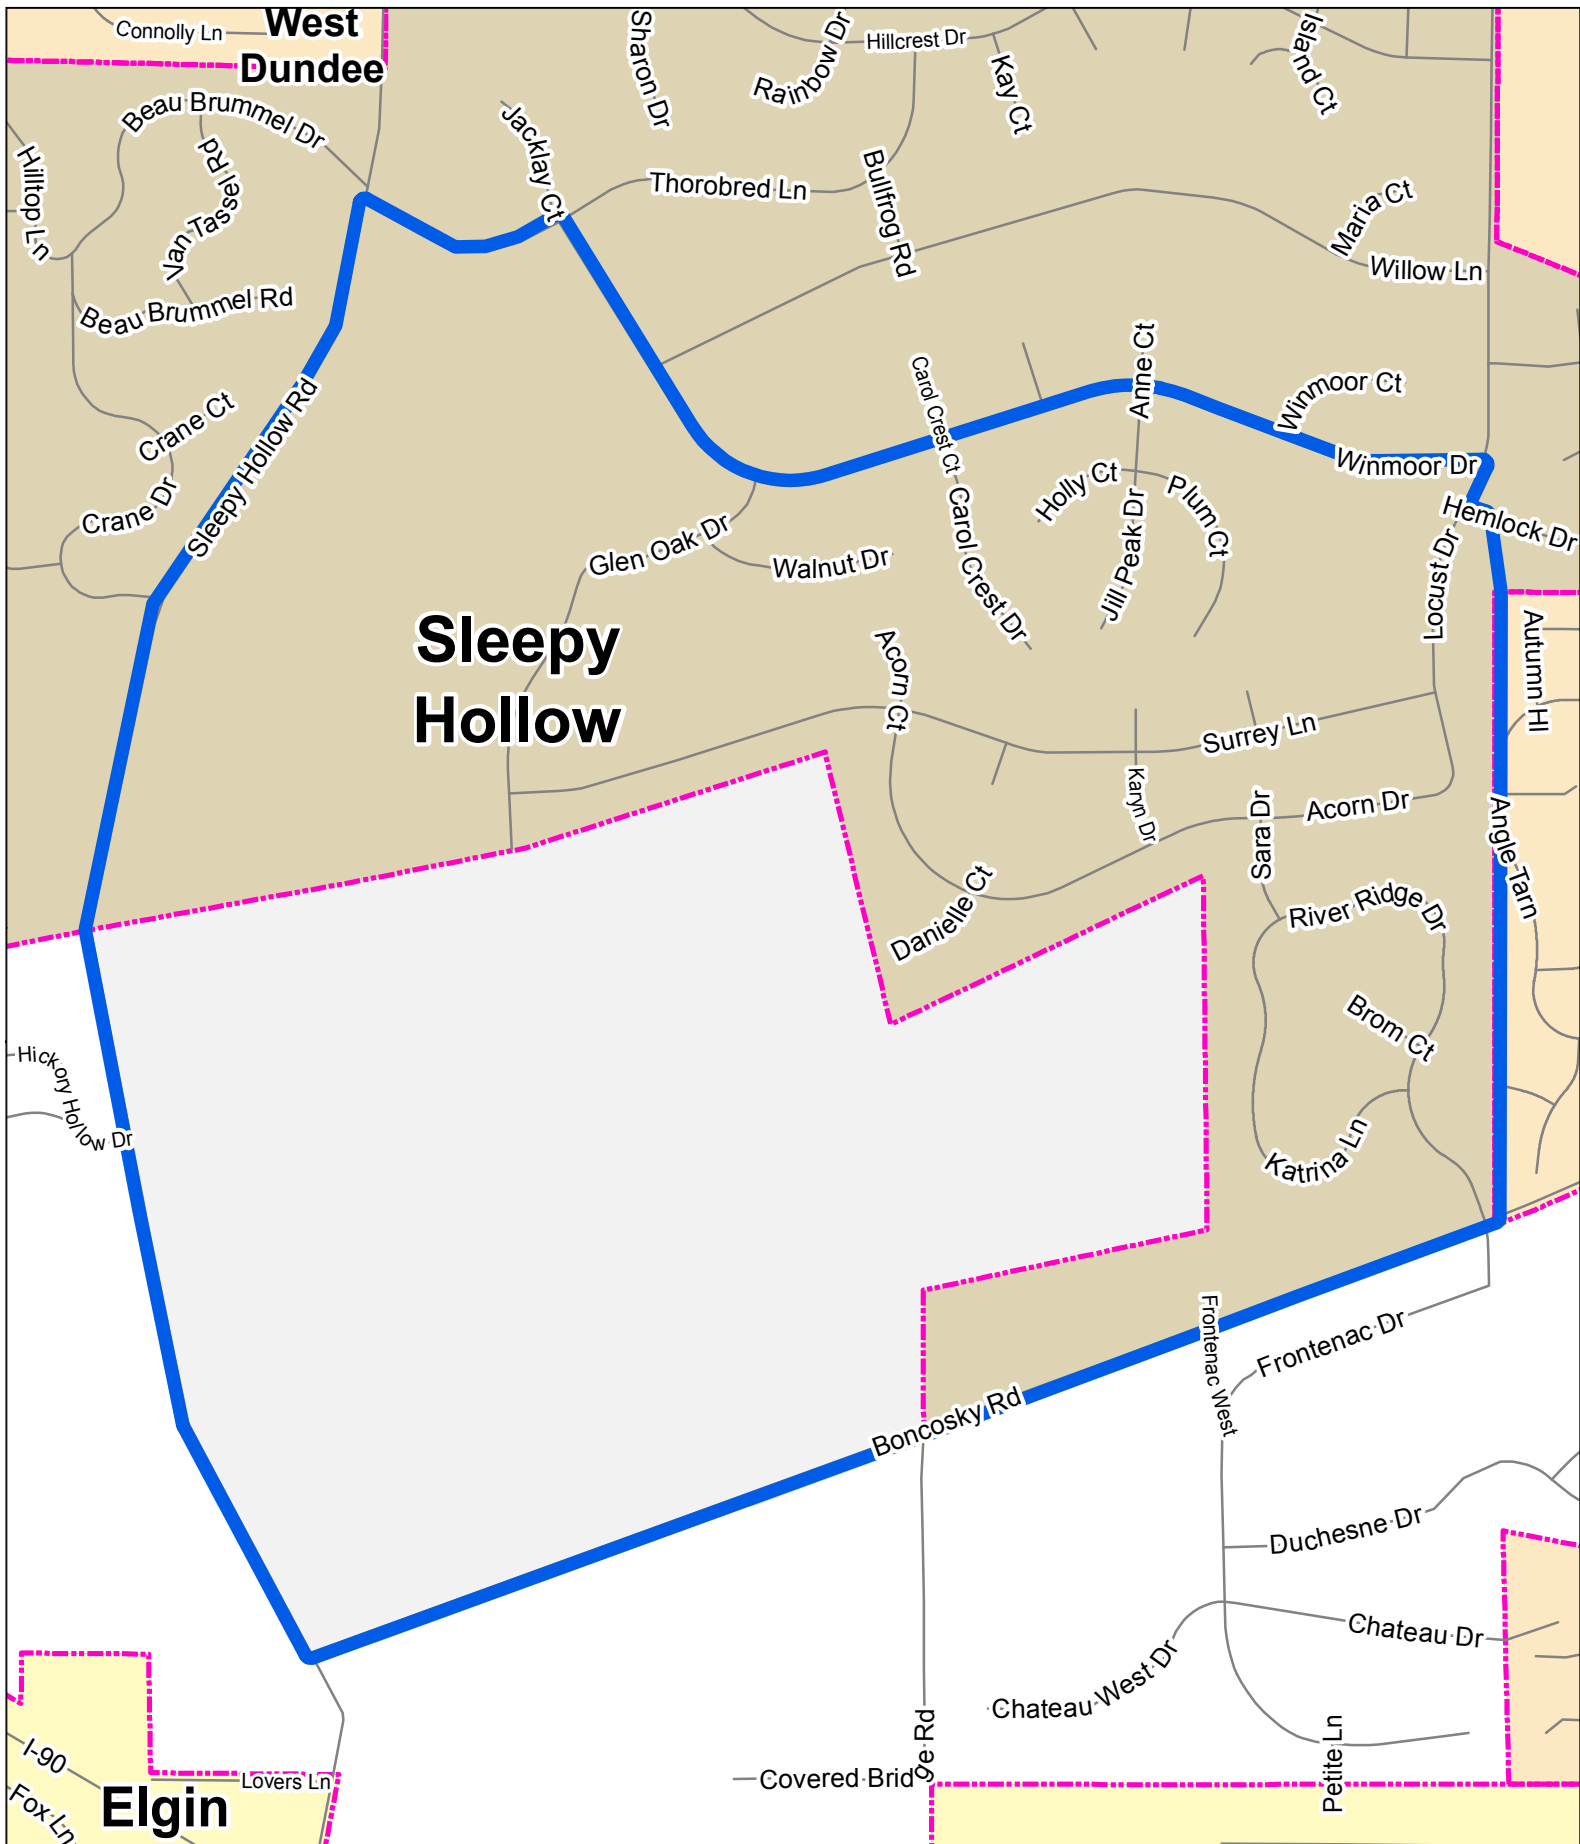 Connolly Ln
West
Dundee
Sharon Dr
Rainbow Dr
Hillcrest Dr
Kay Ct
Island Ct
Beau Brummel Dr
Jacklay Ct
Hilltop Ln
Van Tassel Rd
Thorobred Ln
Bullfrog Rd
Maria Ct
Willow Ln
Beau Brummel Rd
Anne Ct
Carol Crest Ct
Winmoor Ct
Crane Ct
Sleepy Hollow Rd
Winmoor Dr
Crane Dr
Holly Ct
Plum Ct
Hemlock Dr
Glen Oak Dr
Walnut Dr
Carol Crest Dr
Jill Peak Dr
Locust Dr
Sleepy
Hollow
Acorn Ct
Autumn Hl
Surrey Ln
Karyn Dr
Sara Dr
Acorn Dr
Angle Tarn
Danielle Ct
River Ridge Dr
Brom Ct
Hickory Hollow Dr
Katrina Ln
Frontenac West
Frontenac Dr
Boncosky Rd
Duchesne Dr
Chateau Dr
Chateau West Dr
Covered Bridge Rd
Petite Ln
I-90
Lovers Ln
Elgin
Fox Ln